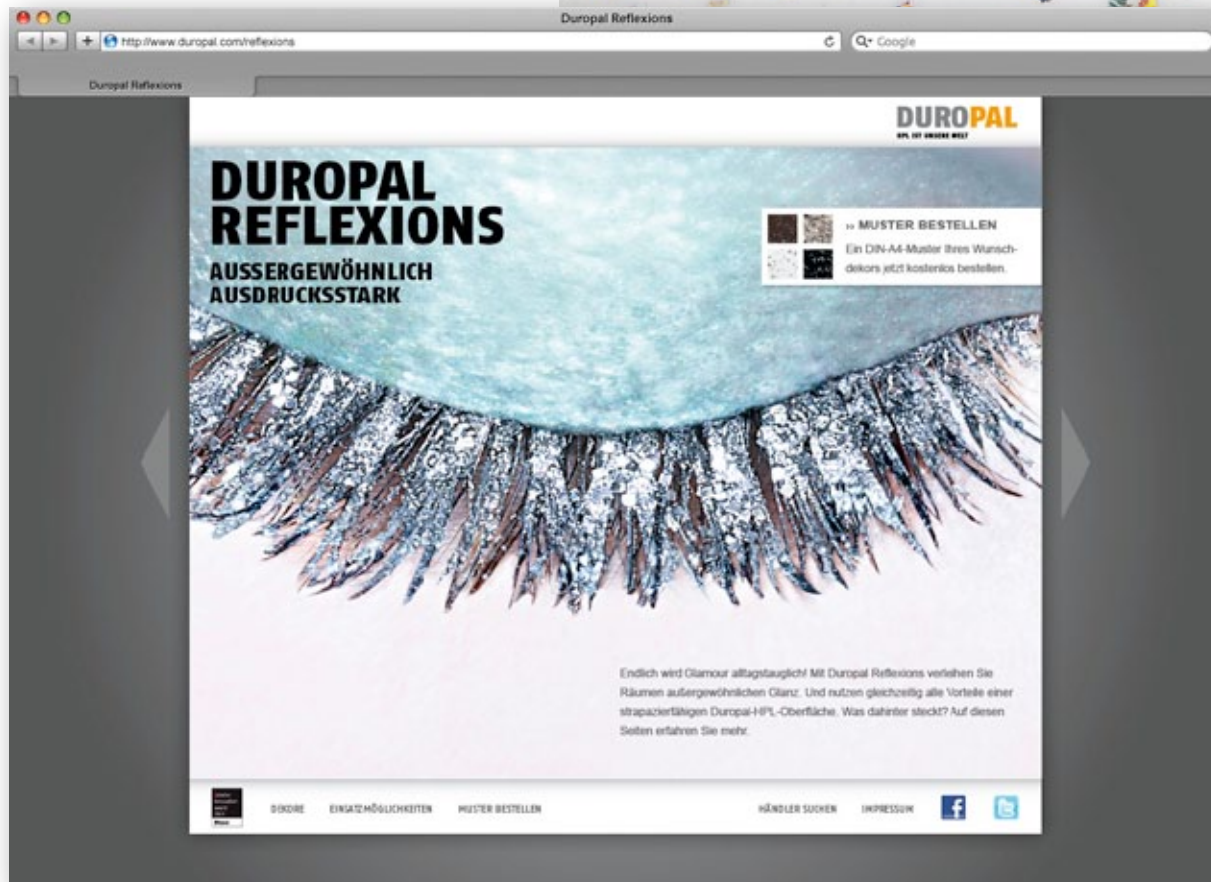 Duropal Reflexions
http://www.duropal.com/reflexions
Google
Duropal Reflexions
DUROPAL
HPL IST UNSERE WELT
DUROPAL
REFLEXIONS
AUSSERGEWÖHNLICH
AUSDRUCKSSTARK
›› MUSTER BESTELLEN
Ein DIN-A4-Muster Ihres Wunsch-
dekors jetzt kostenlos bestellen.
Endlich wird Glamour alltagstauglich! Mit Duropal Reflexions verleihen Sie
Räumen außergewöhnlichen Glanz. Und nutzen gleichzeitig alle Vorteile einer
strapazierfähigen Duropal-HPL-Oberfläche. Was dahinter steckt? Auf diesen
Seiten erfahren Sie mehr.
DEKORE EINSATZMÖGLICHKEITEN MUSTER BESTELLEN HÄNDLER SUCHEN IMPRESSUM